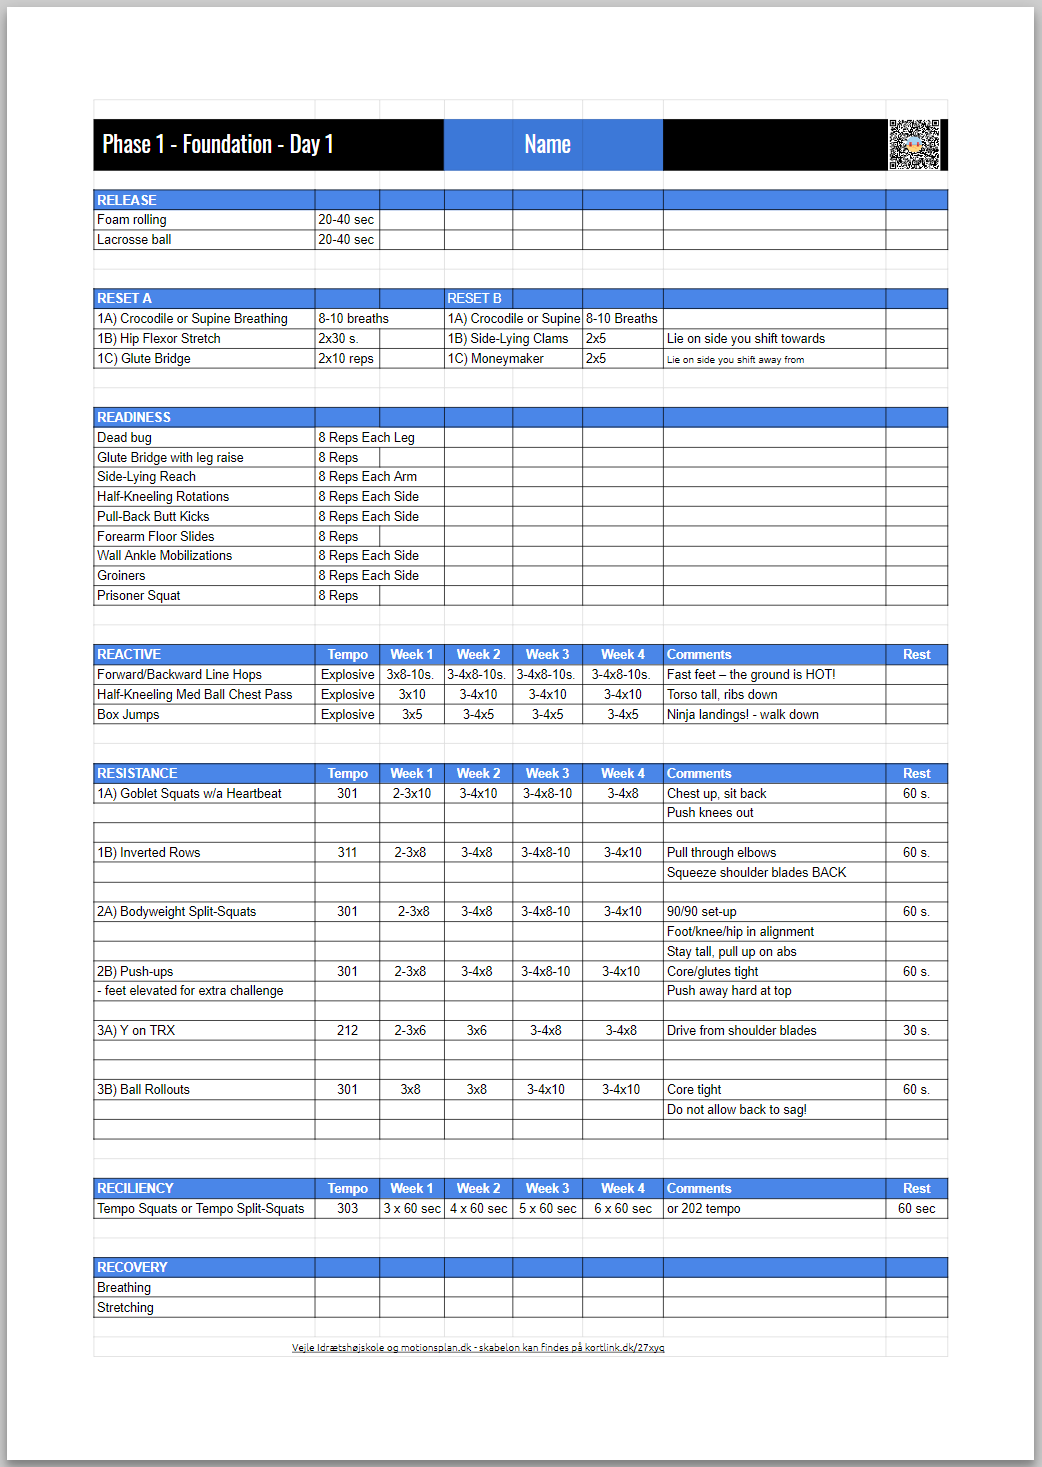 Phase 1 - Foundation - Day 1 Name
RELEASE
Foam rolling 20-40 sec
Lacrosse ball 20-40 sec
RESET A RESET B
1A) Crocodile or Supine Breathing 8-10 breaths 1A) Crocodile or Supine 8-10 Breaths
1B) Hip Flexor Stretch 2x30 s. 1B) Side-Lying Clams 2x5 Lie on side you shift towards
1C) Glute Bridge 2x10 reps 1C) Moneymaker 2x5 Lie on side you shift away from
READINESS
Dead bug 8 Reps Each Leg
Glute Bridge with leg raise 8 Reps
Side-Lying Reach 8 Reps Each Arm
Half-Kneeling Rotations 8 Reps Each Side
Pull-Back Butt Kicks 8 Reps Each Side
Forearm Floor Slides 8 Reps
Wall Ankle Mobilizations 8 Reps Each Side
Groiners 8 Reps Each Side
Prisoner Squat 8 Reps
REACTIVE Tempo Week 1 Week 2 Week 3 Week 4 Comments Rest
Forward/Backward Line Hops Explosive 3x8-10s. 3-4x8-10s. 3-4x8-10s. 3-4x8-10s. Fast feet – the ground is HOT!
Half-Kneeling Med Ball Chest Pass Explosive 3x10 3-4x10 3-4x10 3-4x10 Torso tall, ribs down
Box Jumps Explosive 3x5 3-4x5 3-4x5 3-4x5 Ninja landings! - walk down
RESISTANCE Tempo Week 1 Week 2 Week 3 Week 4 Comments Rest
1A) Goblet Squats w/a Heartbeat 301 2-3x10 3-4x10 3-4x8-10 3-4x8 Chest up, sit back 60 s.
Push knees out
1B) Inverted Rows 311 2-3x8 3-4x8 3-4x8-10 3-4x10 Pull through elbows 60 s.
Squeeze shoulder blades BACK
2A) Bodyweight Split-Squats 301 2-3x8 3-4x8 3-4x8-10 3-4x10 90/90 set-up 60 s.
Foot/knee/hip in alignment
Stay tall, pull up on abs
2B) Push-ups 301 2-3x8 3-4x8 3-4x8-10 3-4x10 Core/glutes tight 60 s.
- feet elevated for extra challenge Push away hard at top
3A) Y on TRX 212 2-3x6 3x6 3-4x8 3-4x8 Drive from shoulder blades 30 s.
3B) Ball Rollouts 301 3x8 3x8 3-4x10 3-4x10 Core tight 60 s.
Do not allow back to sag!
RECILIENCY Tempo Week 1 Week 2 Week 3 Week 4 Comments Rest
Tempo Squats or Tempo Split-Squats 303 3 x 60 sec 4 x 60 sec 5 x 60 sec 6 x 60 sec or 202 tempo 60 sec
RECOVERY
Breathing
Stretching
Vejle Idrætshøjskole og motionsplan.dk - skabelon kan findes på kortlink.dk/27xyq